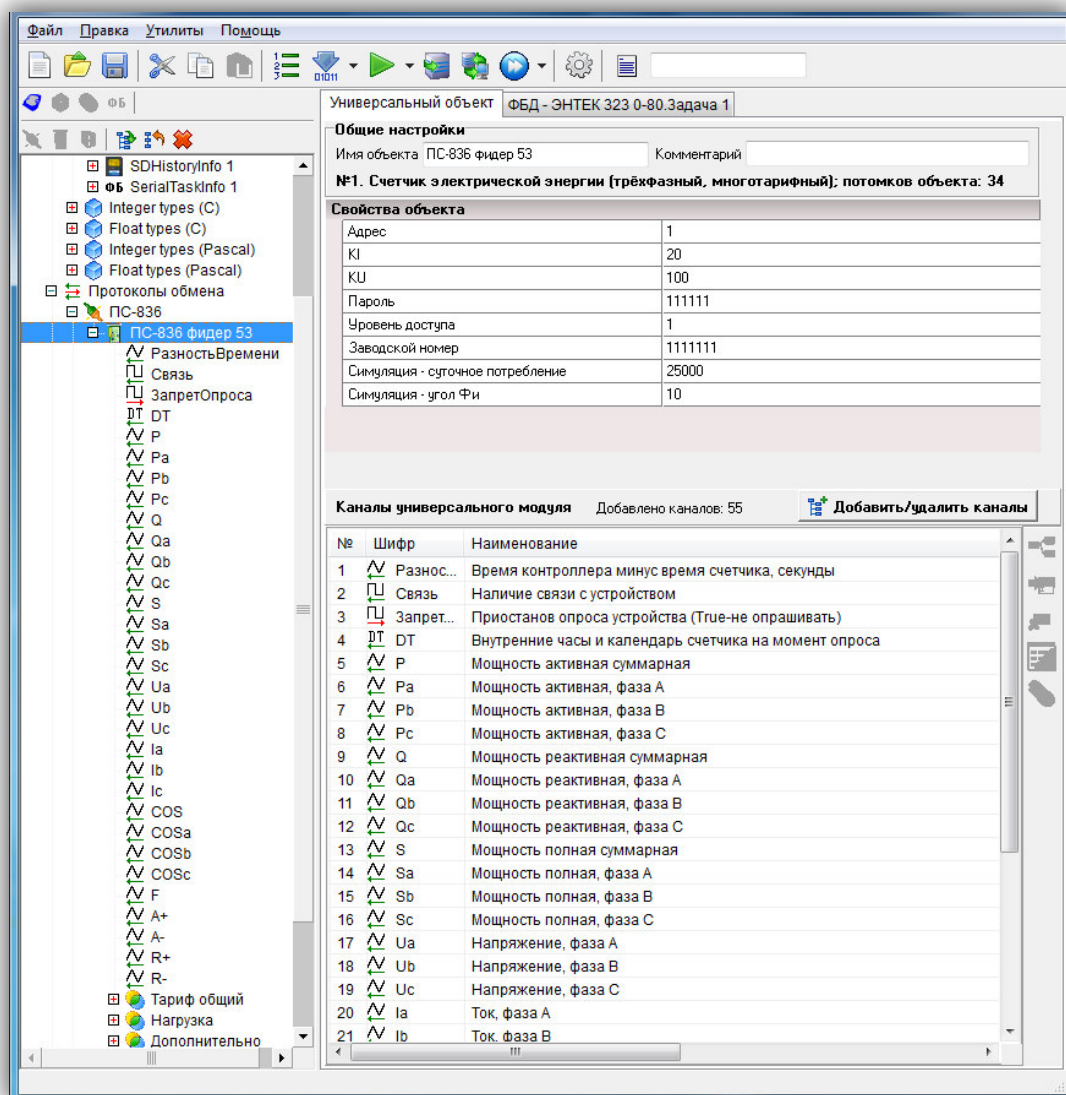 Файл Правка Утилиты Помощь
ФБ
SDHistoryInfo 1
ФБ SerialTaskInfo 1
Integer types (C)
Float types (C)
Integer types (Pascal)
Float types (Pascal)
Протоколы обмена
ПС-836
ПС-836 фидер 53
РазностьВремени
Связь
ЗапретОпроса
DT DT
P
Pa
Pb
Pc
Q
Qa
Qb
Qc
S
Sa
Sb
Sc
Ua
Ub
Uc
Ia
Ib
Ic
COS
COSa
COSb
COSc
F
A+
A-
R+
R-
Тариф общий
Нагрузка
Дополнительно
Универсальный объект ФБД - ЭНТЕК 323 0-80.Задача 1
Общие настройки
Имя объекта ПС-836 фидер 53 Комментарий
№1. Счетчик электрической энергии (трёхфазный, многотарифный); потомков объекта: 34
Свойства объекта
Адрес 1
KI 20
KU 100
Пароль 111111
Уровень доступа 1
Заводской номер 1111111
Симуляция - суточное потребление 25000
Симуляция - угол Фи 10
Каналы универсального модуля Добавлено каналов: 55 Добавить/удалить каналы
№ Шифр Наименование
1 Разнос... Время контроллера минус время счетчика, секунды
2 Связь Наличие связи с устройством
3 Запрет... Приостанов опроса устройства (True-не опрашивать)
4 DT DT Внутренние часы и календарь счетчика на момент опроса
5 P Мощность активная суммарная
6 Pa Мощность активная, фаза A
7 Pb Мощность активная, фаза B
8 Pc Мощность активная, фаза C
9 Q Мощность реактивная суммарная
10 Qa Мощность реактивная, фаза A
11 Qb Мощность реактивная, фаза B
12 Qc Мощность реактивная, фаза C
13 S Мощность полная суммарная
14 Sa Мощность полная, фаза A
15 Sb Мощность полная, фаза B
16 Sc Мощность полная, фаза C
17 Ua Напряжение, фаза A
18 Ub Напряжение, фаза B
19 Uc Напряжение, фаза C
20 Ia Ток, фаза A
21 Ib Ток, фаза B